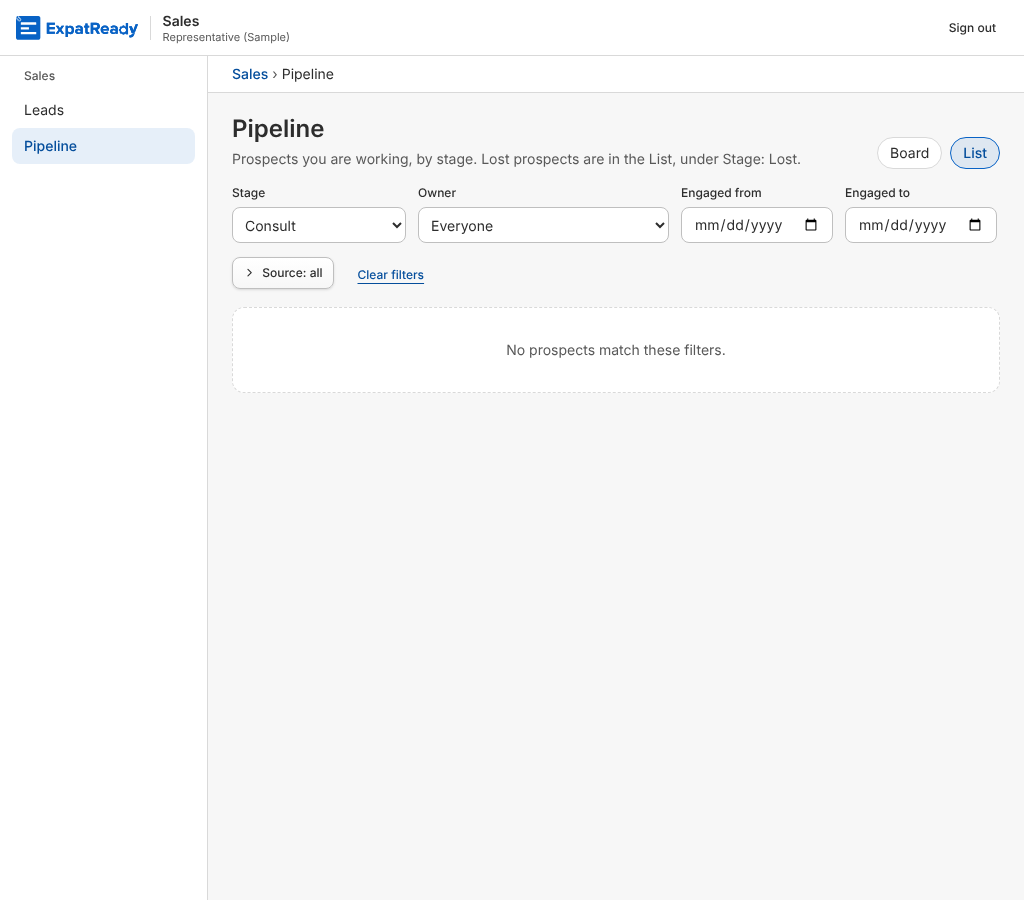 ExpatReady
Sales
Representative (Sample)
Sign out
Sales
Leads
Pipeline
Sales › Pipeline
Pipeline
Prospects you are working, by stage. Lost prospects are in the List, under Stage: Lost.
Board
List
Stage
Owner
Engaged from
Engaged to
Consult
Everyone
mm/dd/yyyy
mm/dd/yyyy
Source: all
Clear filters
No prospects match these filters.